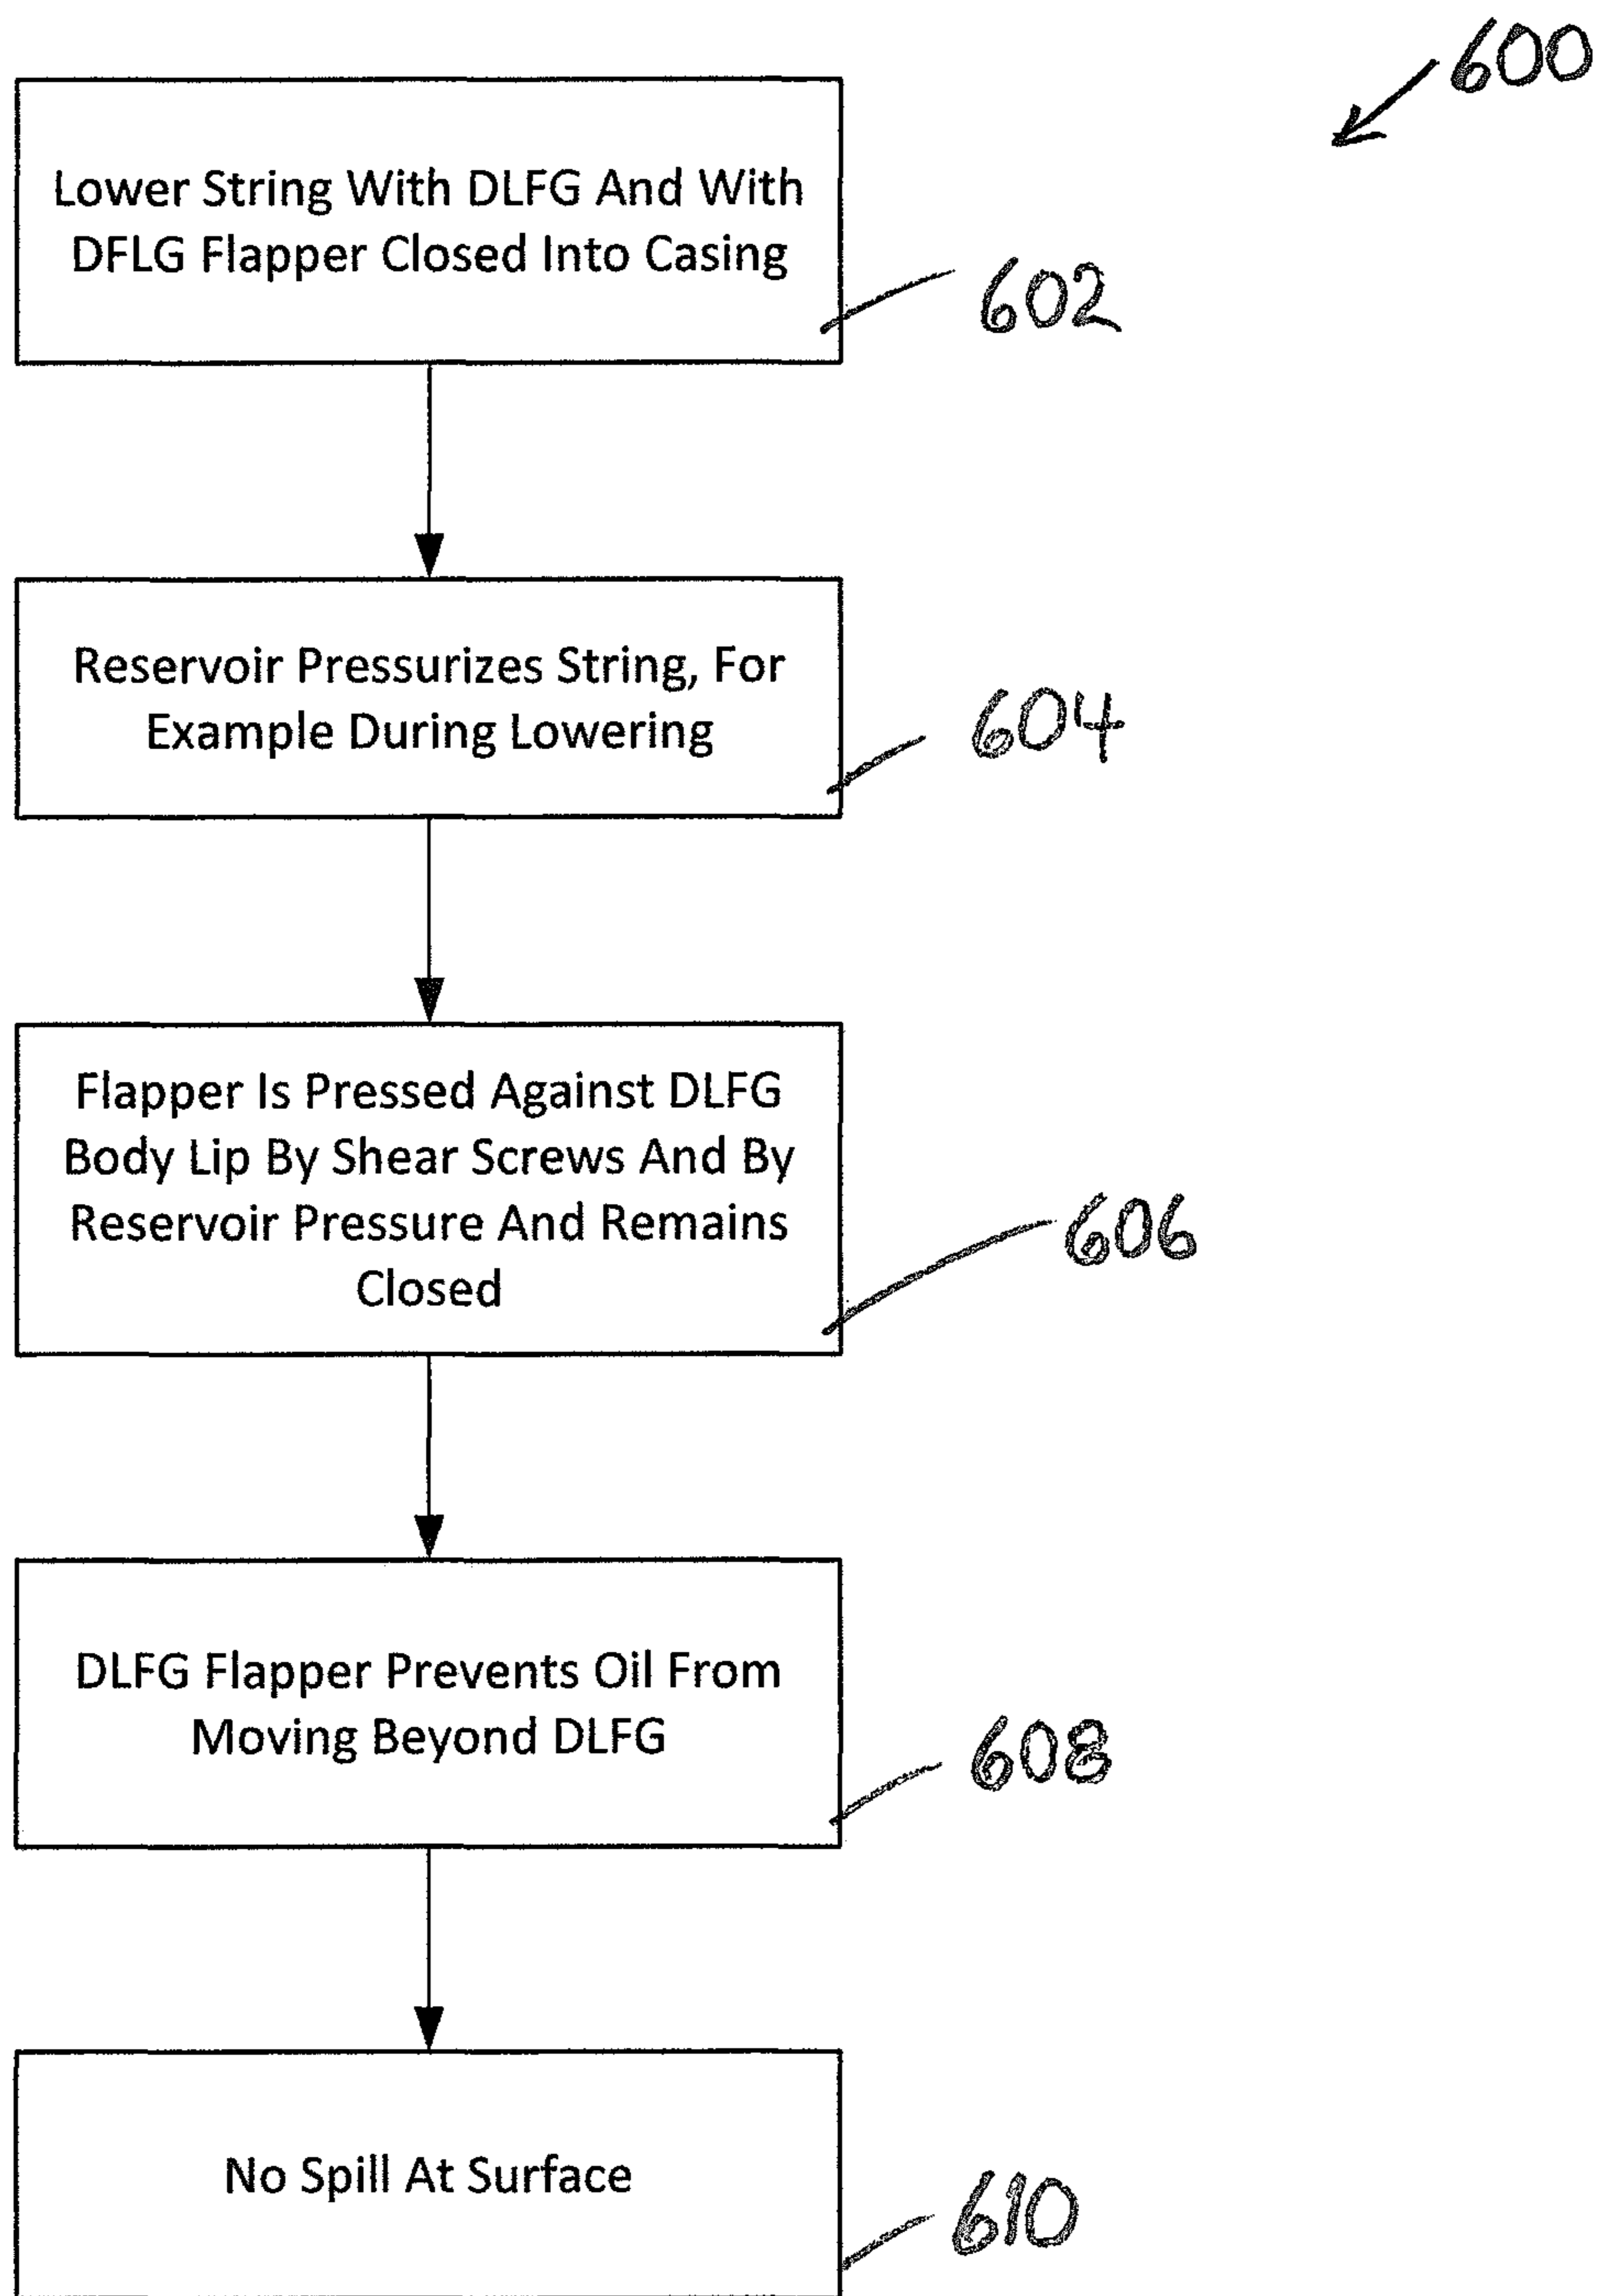 600
Lower String With DLFG And With
DFLG Flapper Closed Into Casing
602
Reservoir Pressurizes String, For
Example During Lowering
604
Flapper Is Pressed Against DLFG
Body Lip By Shear Screws And By
Reservoir Pressure And Remains
Closed
606
DLFG Flapper Prevents Oil From
Moving Beyond DLFG
608
No Spill At Surface
610